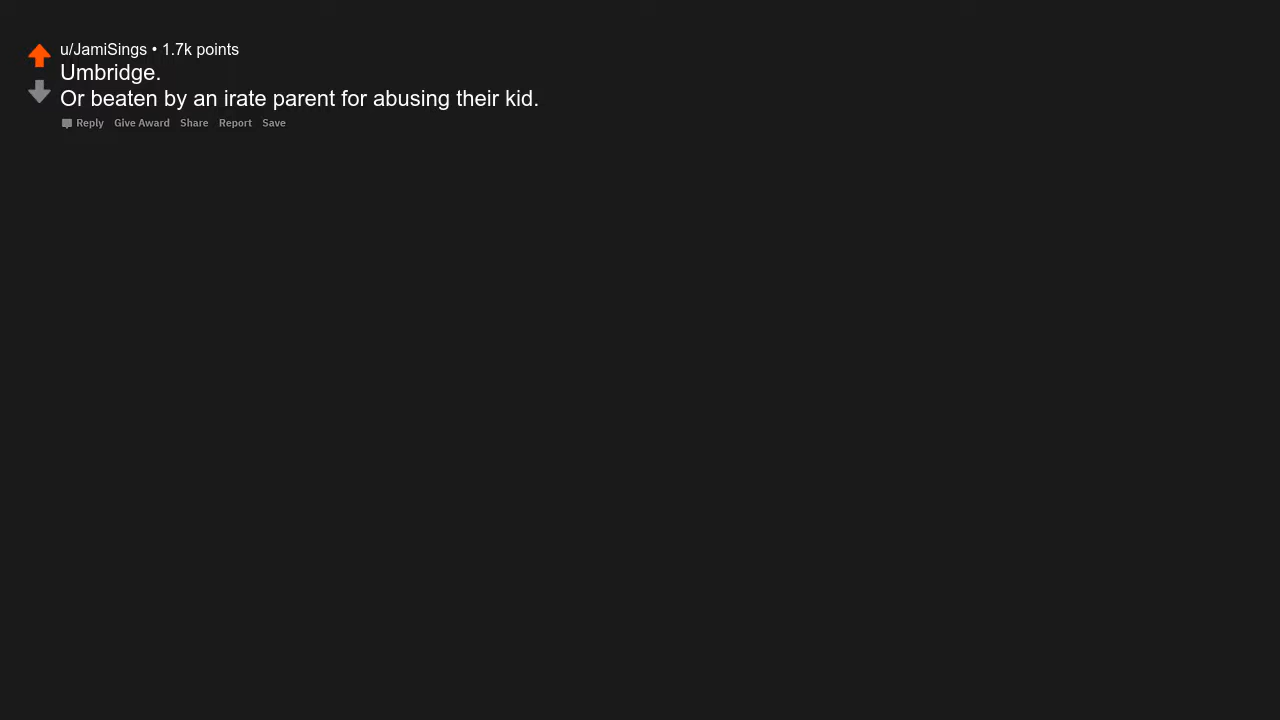 u/JamiSings • 1.7k points
Umbridge.
Or beaten by an irate parent for abusing their kid.
Reply Give Award Share Report Save